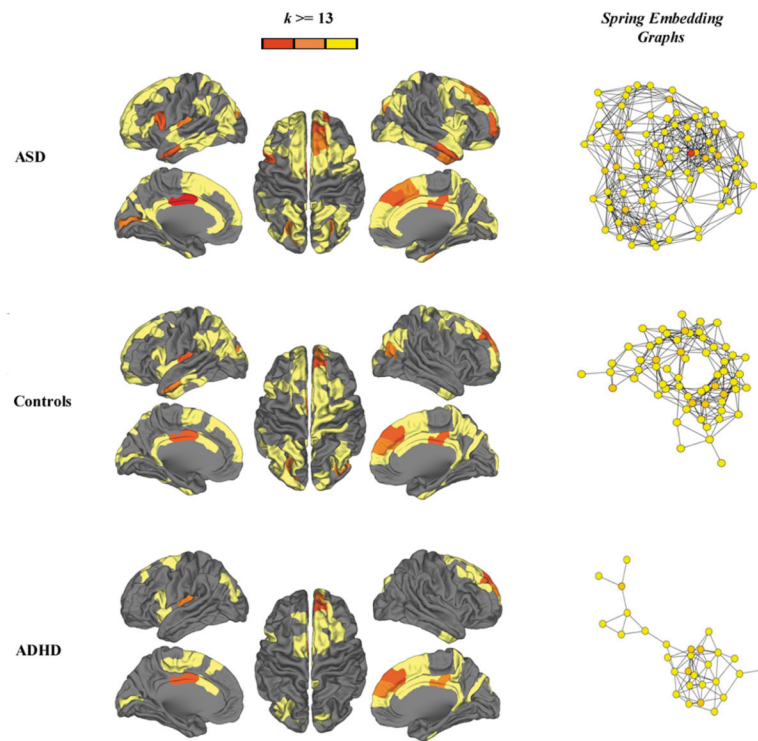 k >= 13
Spring Embedding
Graphs
ASD
Controls
ADHD